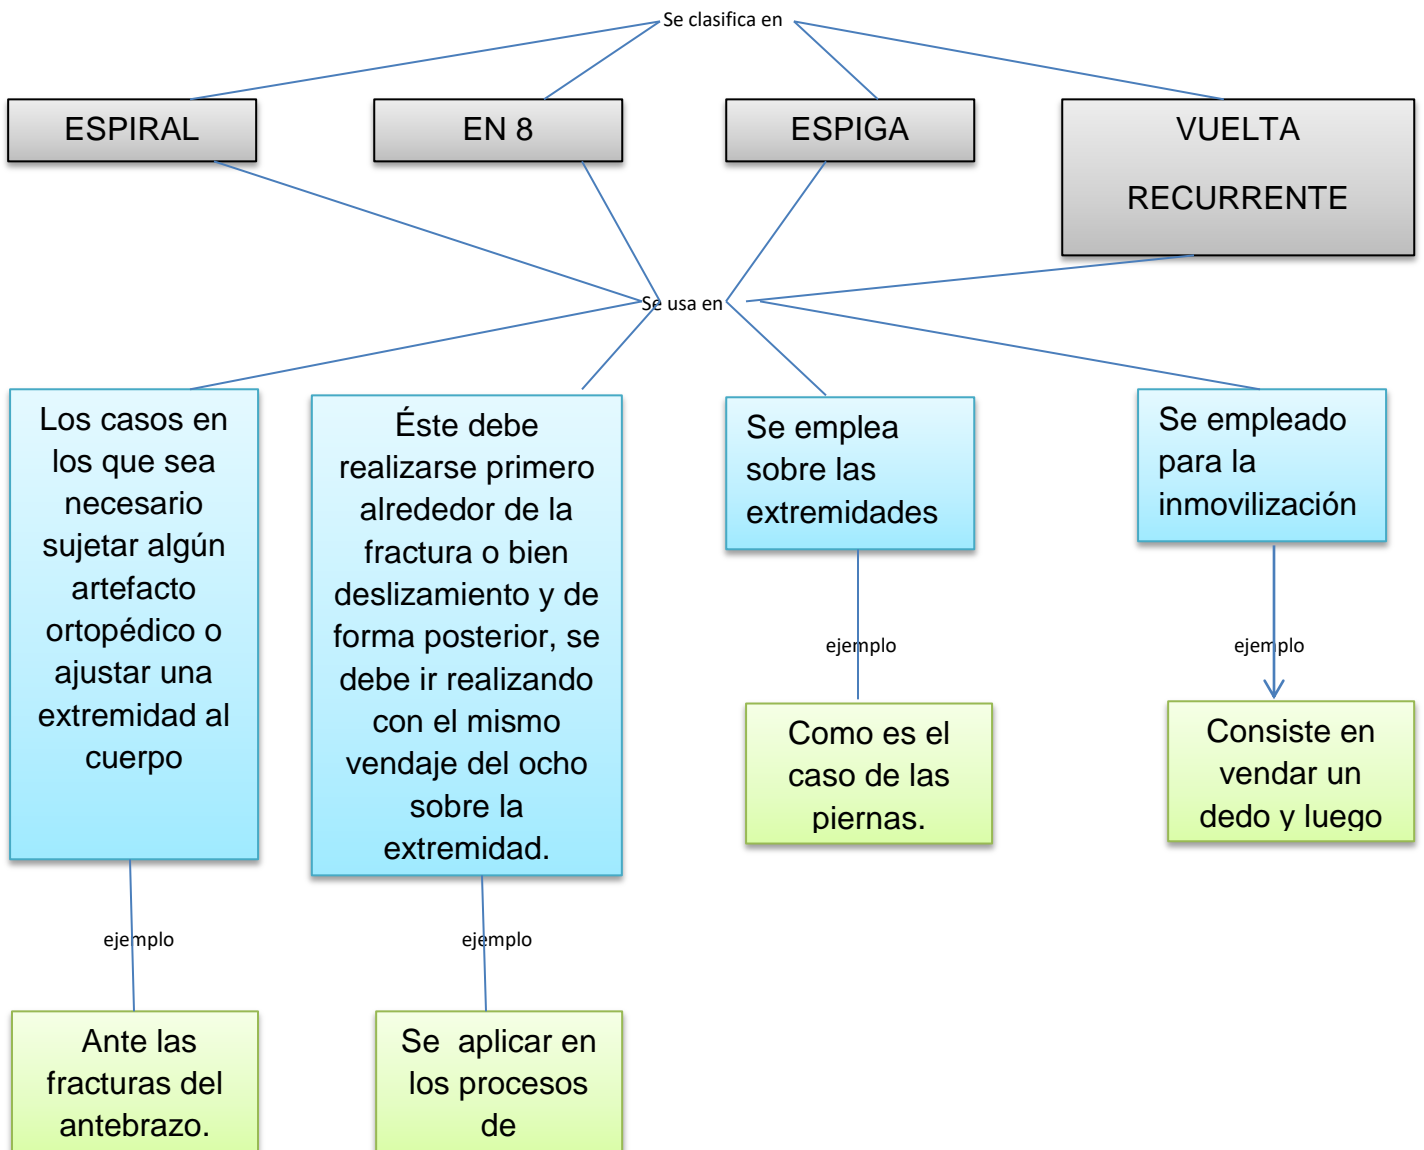 Se clasifica en
ESPIRAL
EN 8
ESPIGA
VUELTA
RECURRENTE
Se usa en
Los casos en
los que sea
necesario
sujetar algún
artefacto
ortopédico o
ajustar una
extremidad al
cuerpo
Éste debe
realizarse primero
alrededor de la
fractura o bien
deslizamiento y de
forma posterior, se
debe ir realizando
con el mismo
vendaje del ocho
sobre la
extremidad.
Se emplea
sobre las
extremidades
Se empleado
para la
inmovilización
ejemplo
ejemplo
Como es el
caso de las
piernas.
Consiste en
vendar un
dedo y luego
ejemplo
ejemplo
Ante las
fracturas del
antebrazo.
Se  aplicar en
los procesos
de